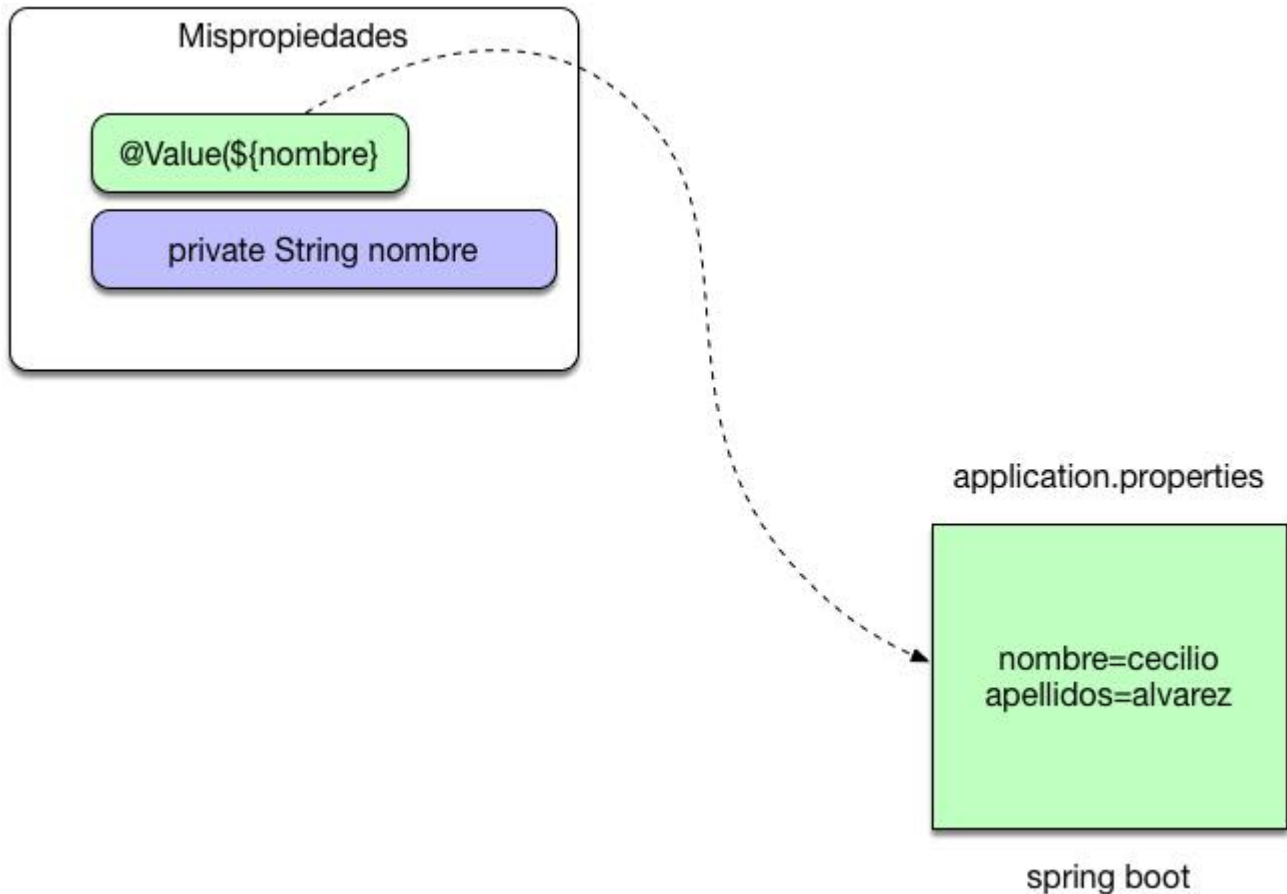 Mispropiedades
@Value(${nombre}
private String nombre
application.properties
nombre=cecilio
apellidos=alvarez
spring boot